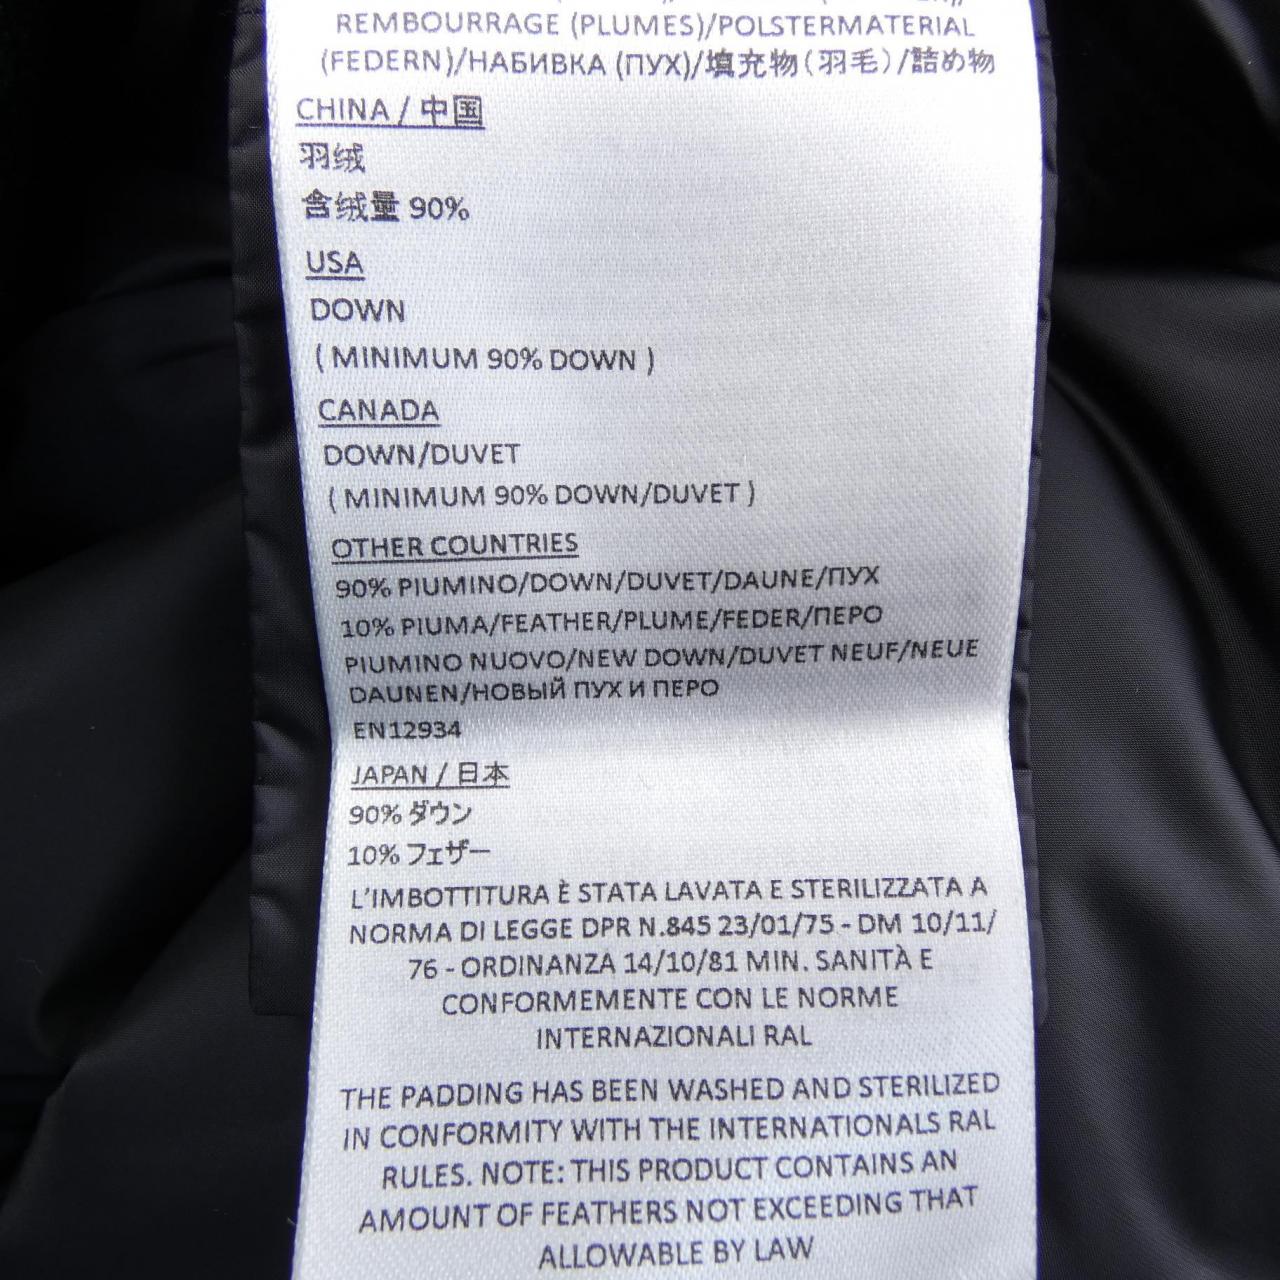 REMBOURRAGE (PLUMES)/POLSTERMATERIAL
(FEDERN)/НАБИВКА (ПУХ)/填充物(羽毛)/詰め物
CHINA / 中国
羽绒
含绒量 90%
USA
DOWN
( MINIMUM 90% DOWN )
CANADA
DOWN/DUVET
( MINIMUM 90% DOWN/DUVET )
OTHER COUNTRIES
90% PIUMINO/DOWN/DUVET/DAUNE/ПУХ
10% PIUMA/FEATHER/PLUME/FEDER/ПЕРО
PIUMINO NUOVO/NEW DOWN/DUVET NEUF/NEUE
DAUNEN/НОВЫЙ ПУХ И ПЕРО
EN12934
JAPAN / 日本
90% ダウン
10% フェザー
L'IMBOTTITURA È STATA LAVATA E STERILIZZATA A
NORMA DI LEGGE DPR N.845 23/01/75 - DM 10/11/
76 - ORDINANZA 14/10/81 MIN. SANITÀ E
CONFORMEMENTE CON LE NORME
INTERNAZIONALI RAL
THE PADDING HAS BEEN WASHED AND STERILIZED
IN CONFORMITY WITH THE INTERNATIONALS RAL
RULES. NOTE: THIS PRODUCT CONTAINS AN
AMOUNT OF FEATHERS NOT EXCEEDING THAT
ALLOWABLE BY LAW